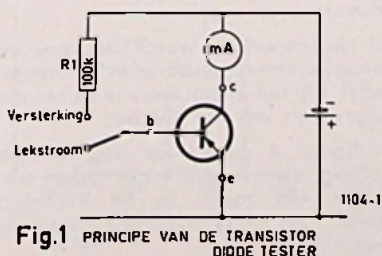 R1
100k
mA
c
Versterking
Lekstroom
b
e
-
+
1104-1
Fig.1 PRINCIPE VAN DE TRANSISTOR
DIODE TESTER